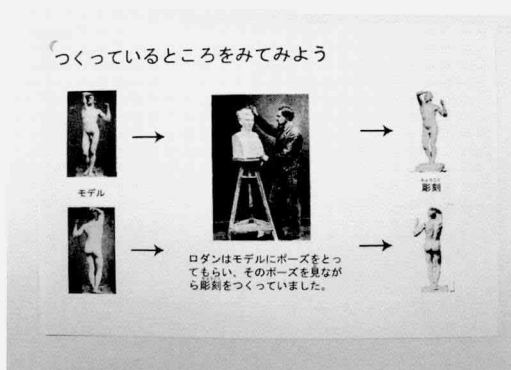 つくっているところをみてみよう
モデル
ちょうこく
彫刻
ロダンはモデルにポーズをとっ
てもらい、そのポーズを見なが
ら彫刻をつくっていました。